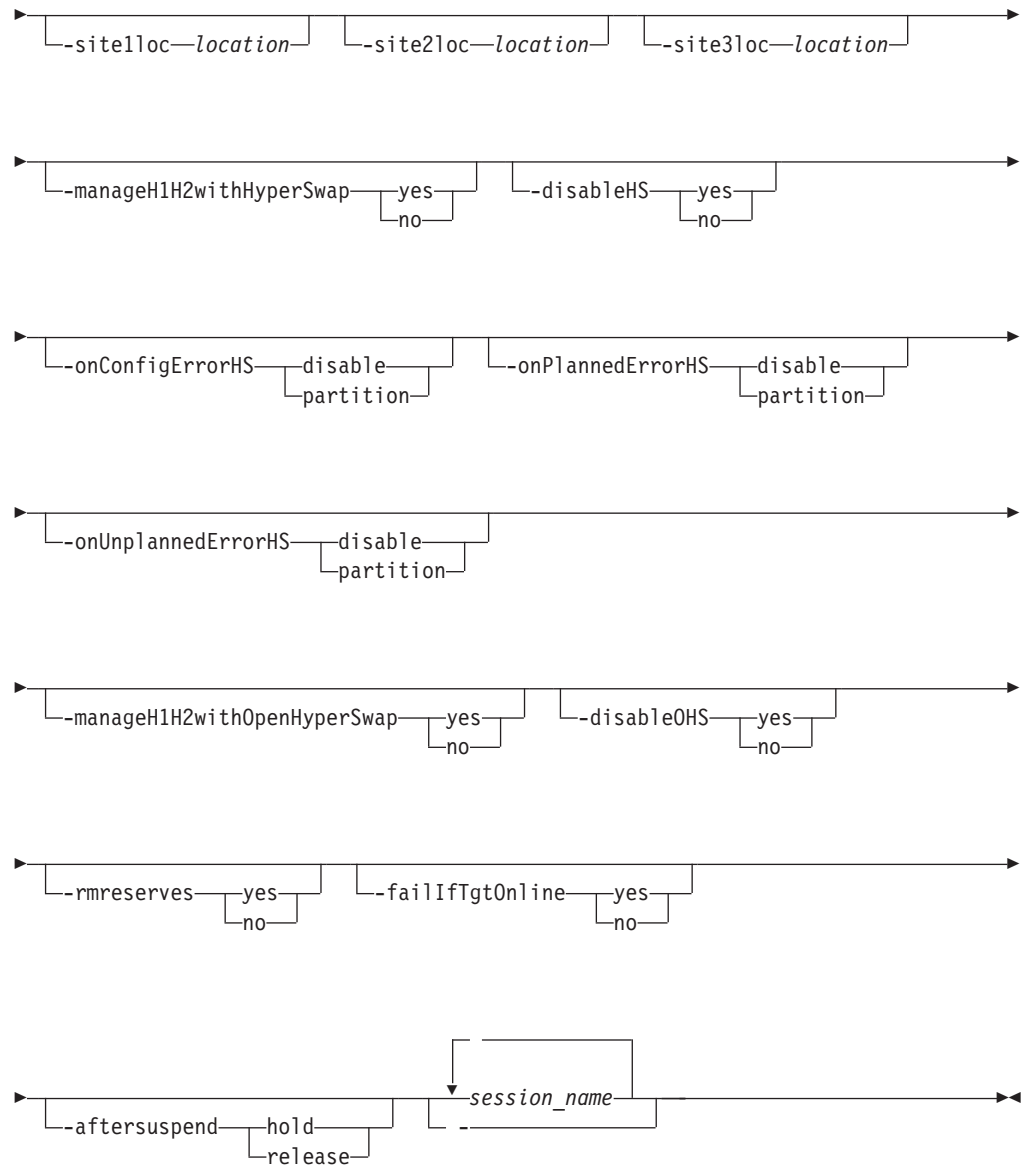 -site1loc location -site2loc location -site3loc location
-manageH1H2withHyperSwap yes -disableHS yes
no no
-onConfigErrorHS disable -onPlannedErrorHS disable
partition partition
-onUnplannedErrorHS disable
partition
-manageH1H2withOpenHyperSwap yes -disableOHS yes
no no
-rmreserves yes -failIfTgtOnline yes
no no
session_name
-aftersuspend hold -
release